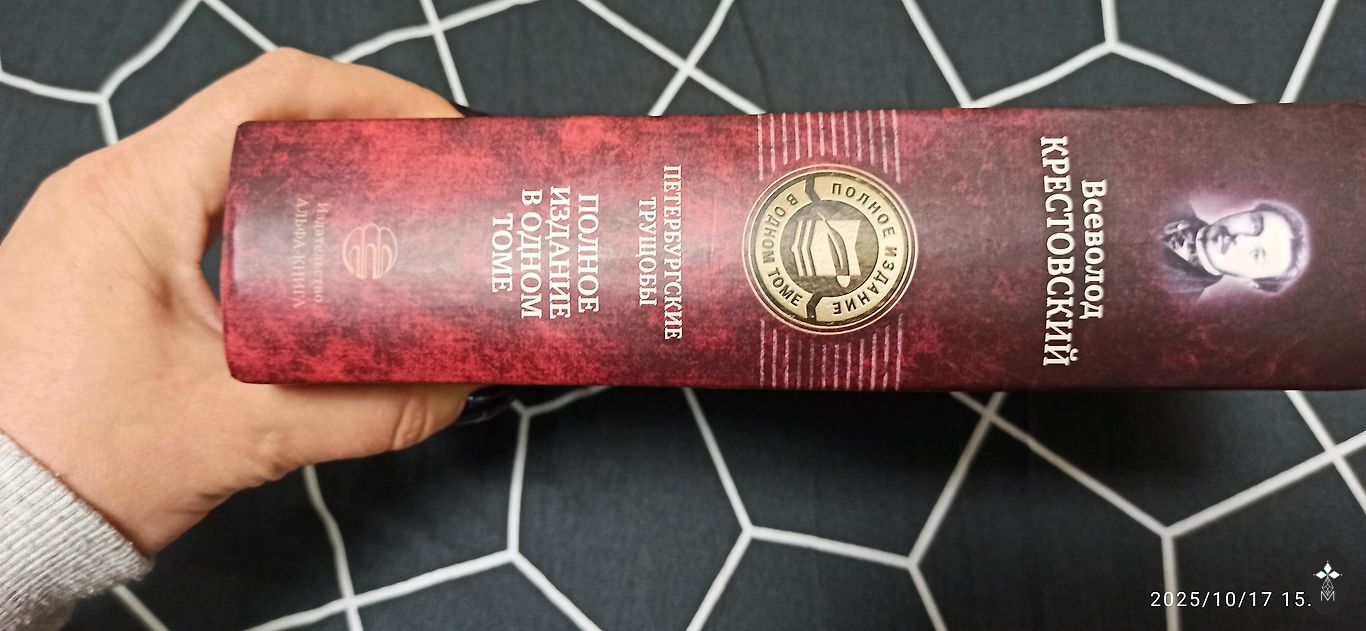 Всеволод
КРЕСТОВСКИЙ
ПОЛНОЕ ИЗДАНИЕ
В ОДНОМ ТОМЕ
ПЕТЕРБУРГСКИЕ
ТРУЩОБЫ
ПОЛНОЕ
ИЗДАНИЕ
В ОДНОМ
ТОМЕ
Издательство
АЛЬФА-КНИГА
2025/10/17 15.